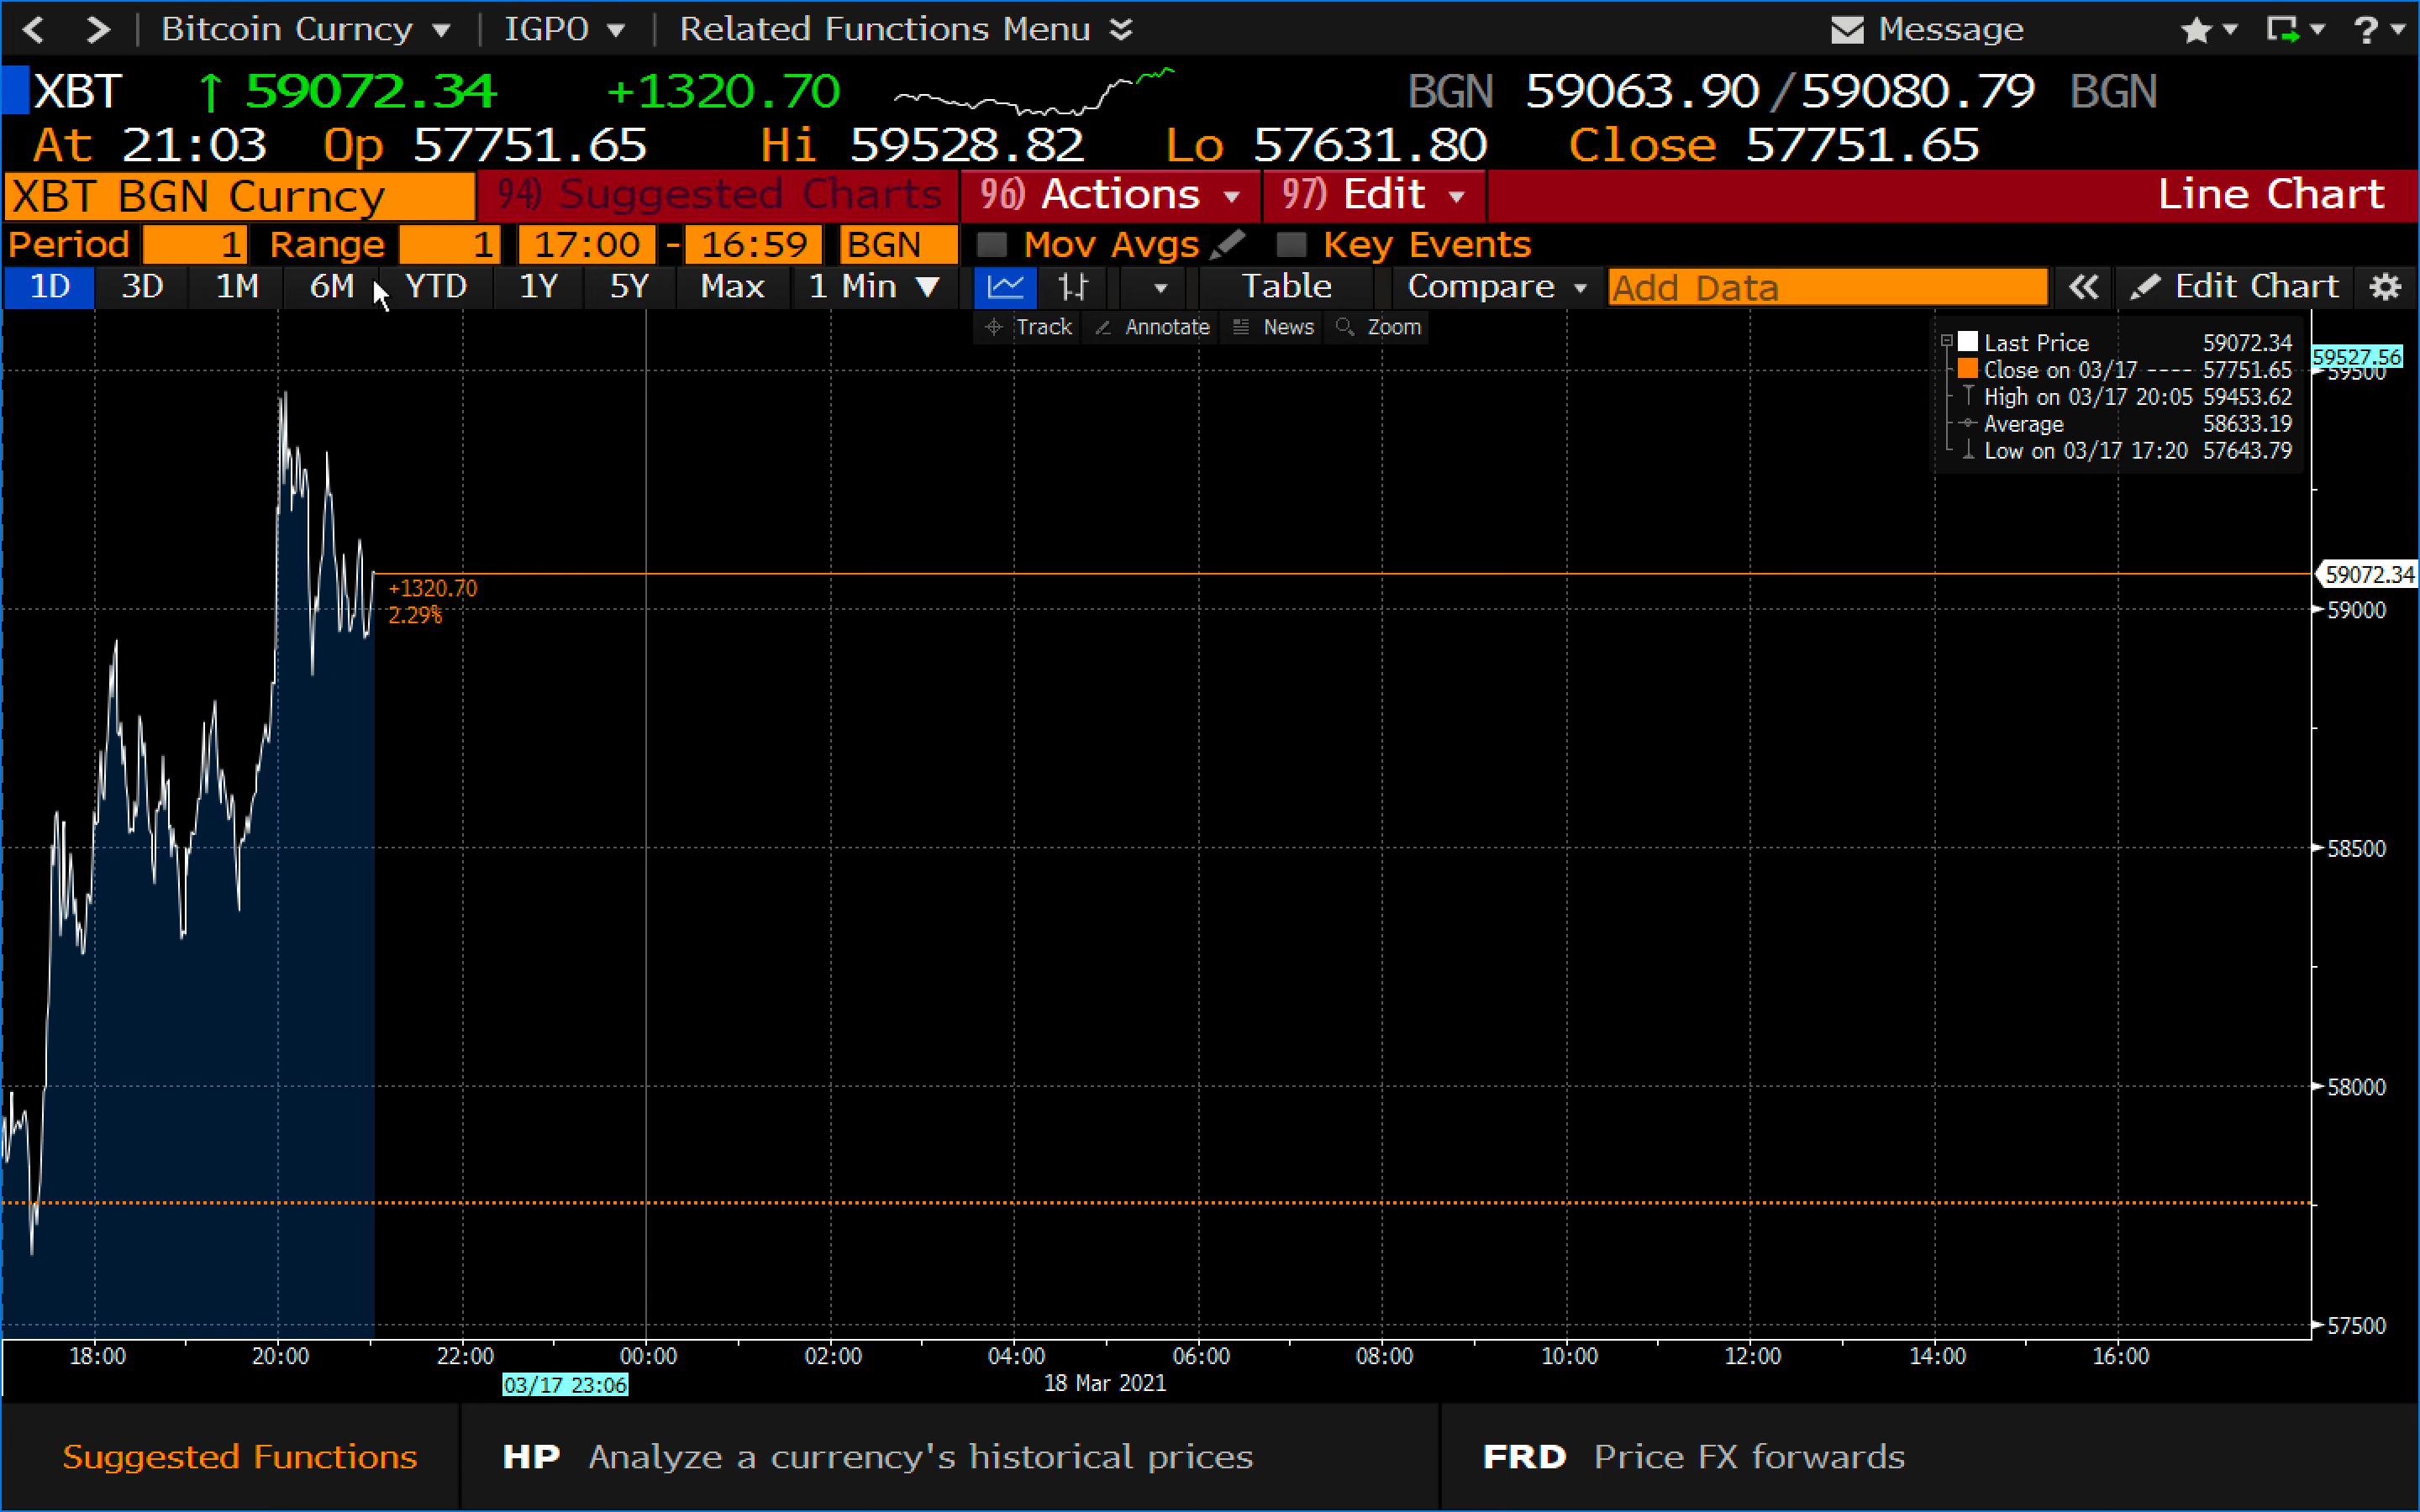 Bitcoin Curncy IGPO Related Functions Menu Message ?
XBT ↑ 59072.34 +1320.70 BGN 59063.90/59080.79 BGN
At 21:03 Op 57751.65 Hi 59528.82 Lo 57631.80 Close 57751.65
XBT BGN Curncy 94) Suggested Charts 96) Actions 97) Edit Line Chart
Period 1 Range 1 17:00 - 16:59 BGN Mov Avgs Key Events
1D 3D 1M 6M YTD 1Y 5Y Max 1 Min Table Compare Add Data Edit Chart
Track Annotate News Zoom
Last Price 59072.34
Close on 03/17 ---- 57751.65
High on 03/17 20:05 59453.62
Average 58633.19
Low on 03/17 17:20 57643.79
59527.56
59500
59072.34
+1320.70
2.29%
59000
58500
58000
57500
18:00 20:00 22:00 00:00 02:00 04:00 06:00 08:00 10:00 12:00 14:00 16:00
03/17 23:06 18 Mar 2021
Suggested Functions HP Analyze a currency's historical prices FRD Price FX forwards